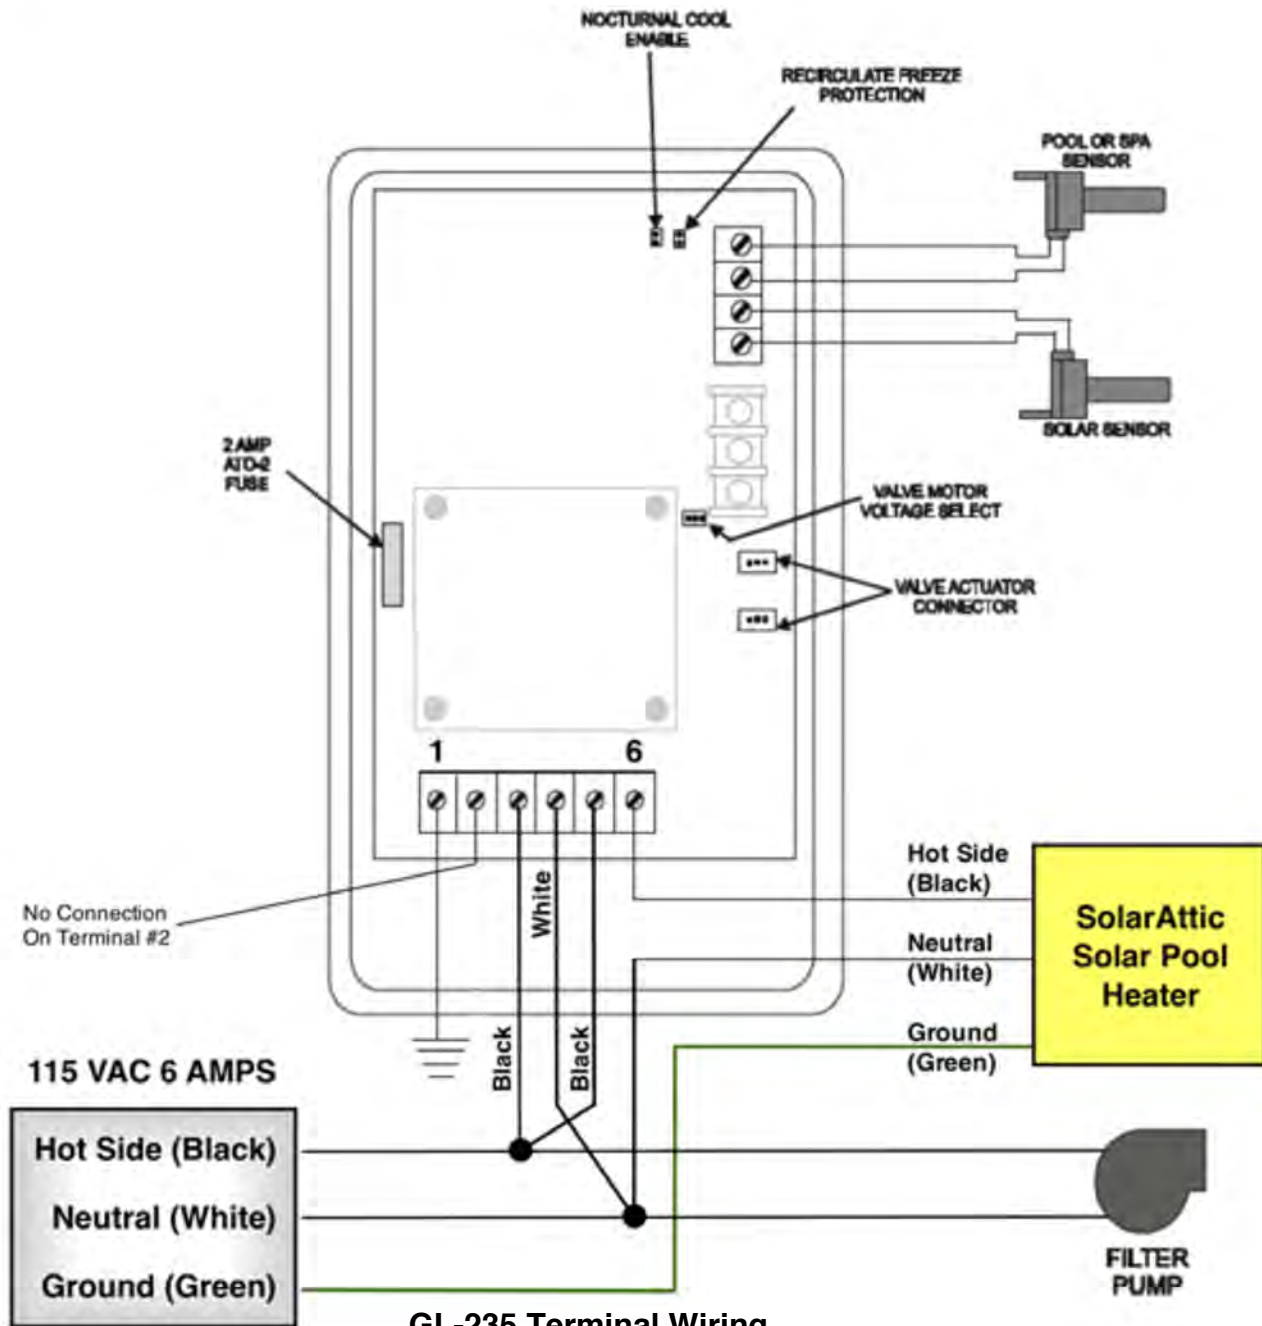 NOCTURNAL COOL
ENABLE
RECIRCULATE FREEZE
PROTECTION
POOL OR SPA
SENSOR
SOLAR SENSOR
2 AMP
ATO-2
FUSE
VALVE MOTOR
VOLTAGE SELECT
VALVE ACTUATOR
CONNECTOR
1
6
No Connection
On Terminal #2
White
Black
Black
Hot Side
(Black)
Neutral
(White)
Ground
(Green)
SolarAttic
Solar Pool
Heater
115 VAC 6 AMPS
Hot Side (Black)
Neutral (White)
Ground (Green)
FILTER
PUMP
GL-235 Terminal Wiring